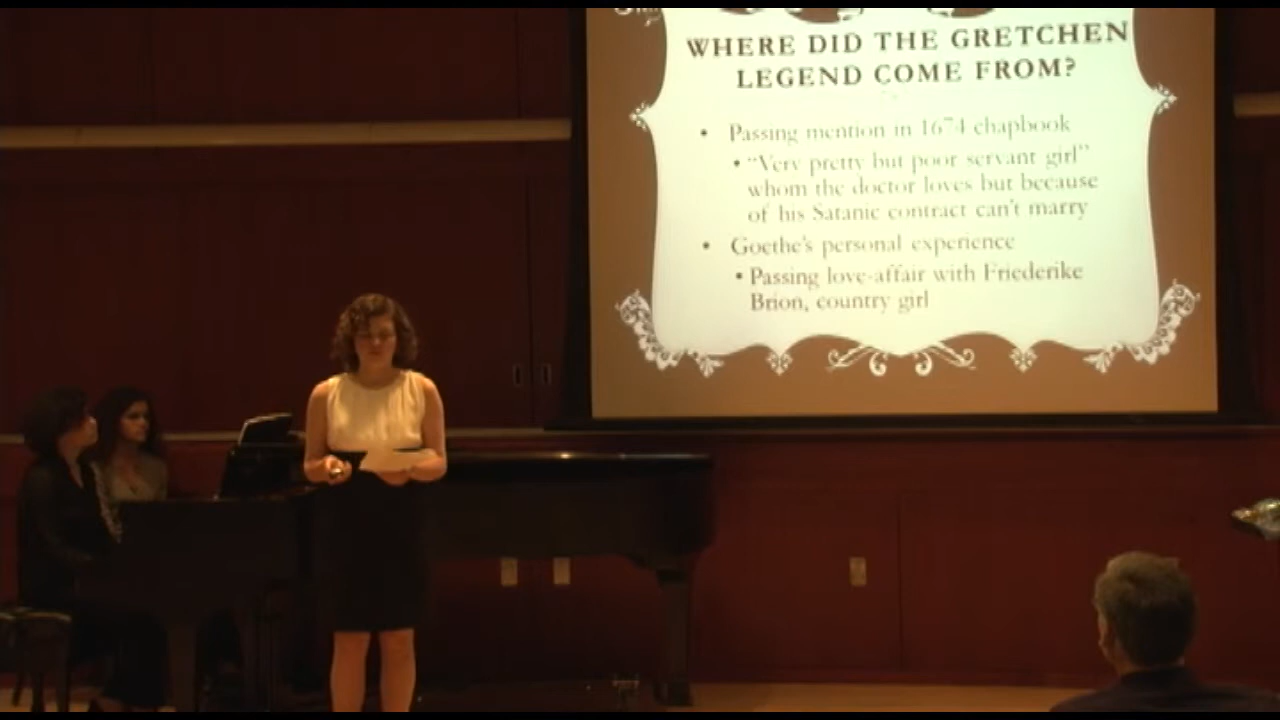 WHERE DID THE GRETCHEN
LEGEND COME FROM?
• Passing mention in 1674 chapbook
• "Very pretty but poor servant girl"
whom the doctor loves but because
of his Satanic contract can't marry
• Goethe's personal experience
• Passing love-affair with Friederike
Brion, country girl